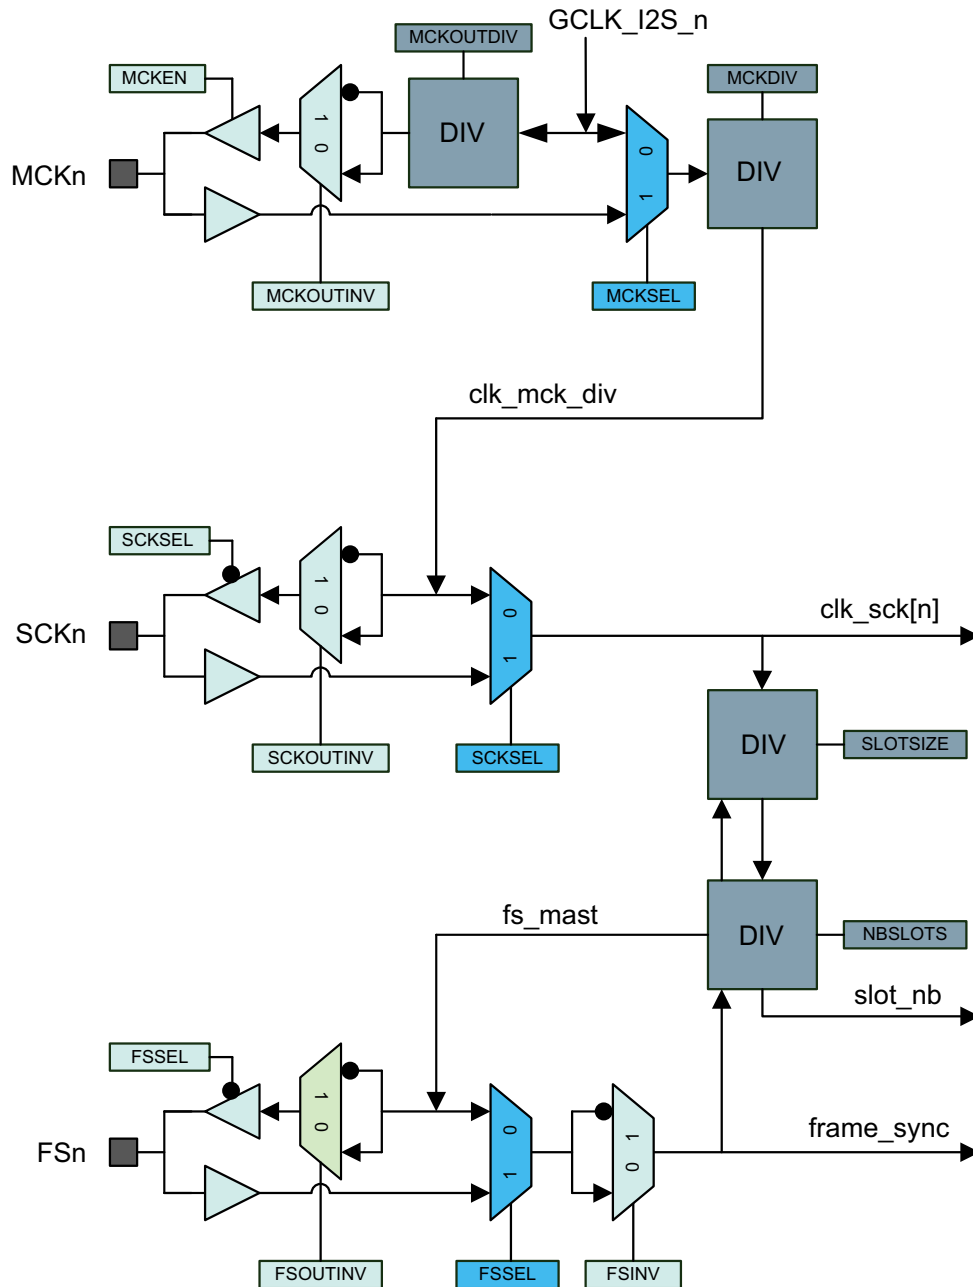 GCLK_I2S_n
MCKOUTDIV
MCKEN
MCKDIV
1
0
DIV
0
1
DIV
MCKn
MCKOUTINV
MCKSEL
clk_mck_div
SCKSEL
1
0
0
1
SCKn
clk_sck[n]
DIV
SLOTSIZE
SCKOUTINV
SCKSEL
fs_mast
DIV
NBSLOTS
slot_nb
FSSEL
1
0
0
1
1
0
FSn
frame_sync
FSOUTINV
FSSEL
FSINV